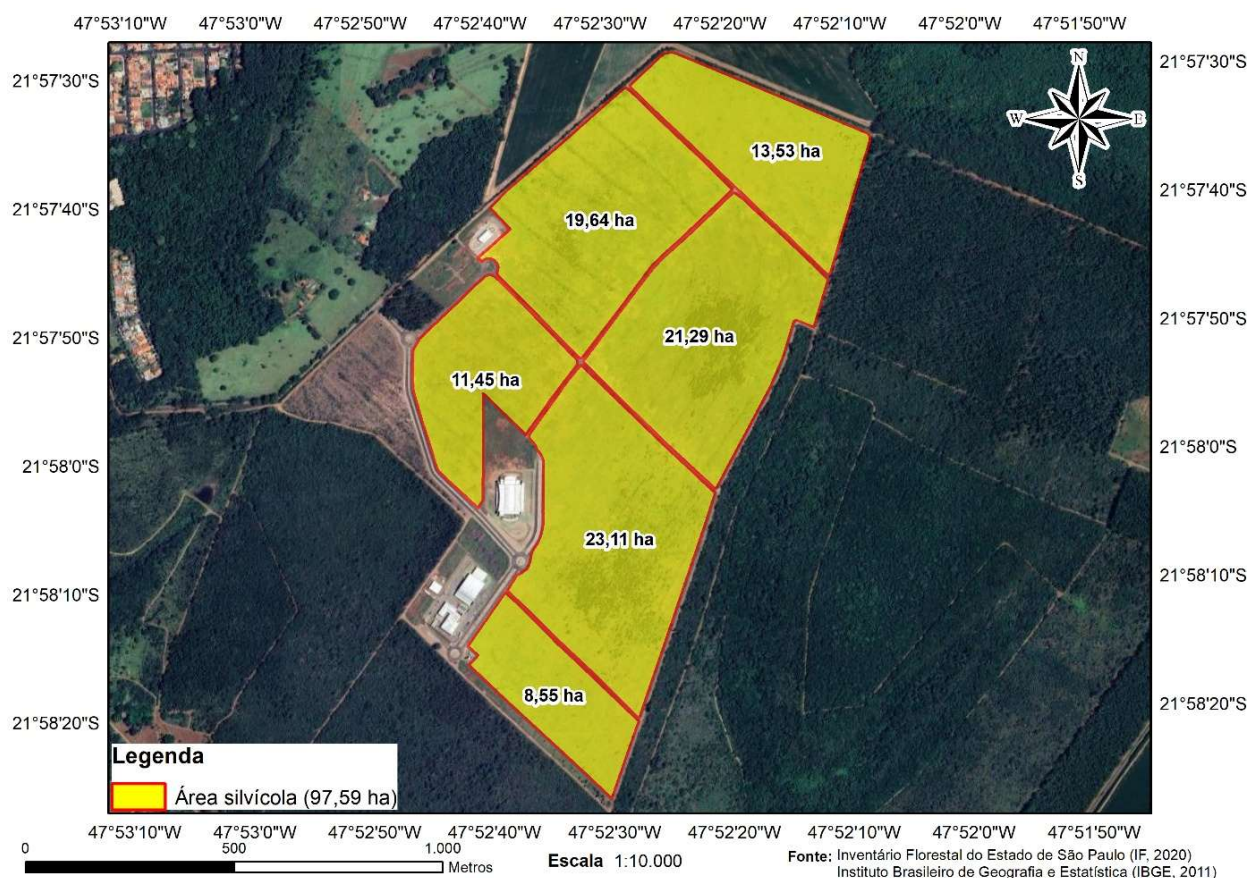 47°53'10"W 47°53'0"W 47°52'50"W 47°52'40"W 47°52'30"W 47°52'20"W 47°52'10"W 47°52'0"W 47°51'50"W
21°57'30"S 21°57'30"S
N
W E
S
13,53 ha
21°57'40"S 21°57'40"S
19,64 ha
21°57'50"S 21°57'50"S
21,29 ha
11,45 ha
21°58'0"S 21°58'0"S
23,11 ha
21°58'10"S 21°58'10"S
8,55 ha
21°58'20"S 21°58'20"S
Legenda
Área silvícola (97,59 ha)
47°53'10"W 47°53'0"W 47°52'50"W 47°52'40"W 47°52'30"W 47°52'20"W 47°52'10"W 47°52'0"W 47°51'50"W
0 500 1.000
Metros
Escala 1:10.000
Fonte: Inventário Florestal do Estado de São Paulo (IF, 2020)
Instituto Brasileiro de Geografia e Estatística (IBGE, 2011)